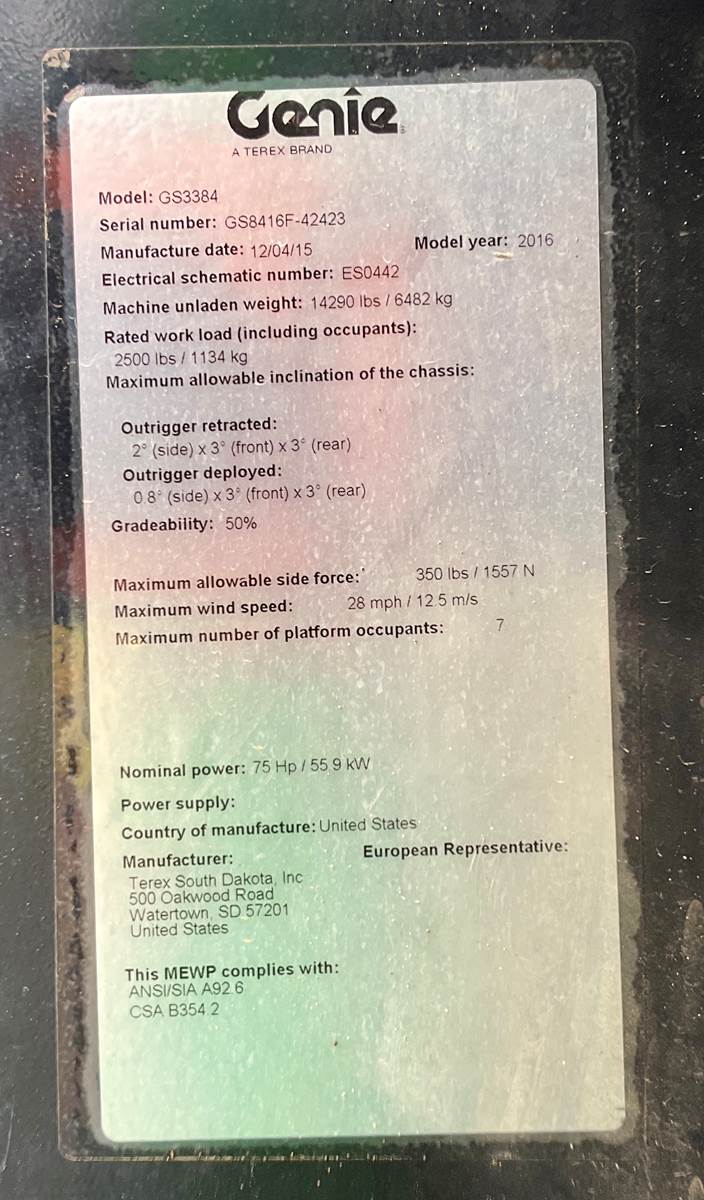 Genie
A TEREX BRAND
Model: GS3384
Serial number: GS8416F-42423
Manufacture date: 12/04/15 Model year: 2016
Electrical schematic number: ES0442
Machine unladen weight: 14290 lbs / 6482 kg
Rated work load (including occupants):
2500 lbs / 1134 kg
Maximum allowable inclination of the chassis:
Outrigger retracted:
2° (side) x 3° (front) x 3° (rear)
Outrigger deployed:
0.8° (side) x 3° (front) x 3° (rear)
Gradeability: 50%
Maximum allowable side force: 350 lbs / 1557 N
Maximum wind speed: 28 mph / 12.5 m/s
Maximum number of platform occupants: 7
Nominal power: 75 Hp / 55.9 kW
Power supply:
Country of manufacture: United States
Manufacturer: European Representative:
Terex South Dakota, Inc
500 Oakwood Road
Watertown, SD 57201
United States
This MEWP complies with:
ANSI/SIA A92.6
CSA B354.2